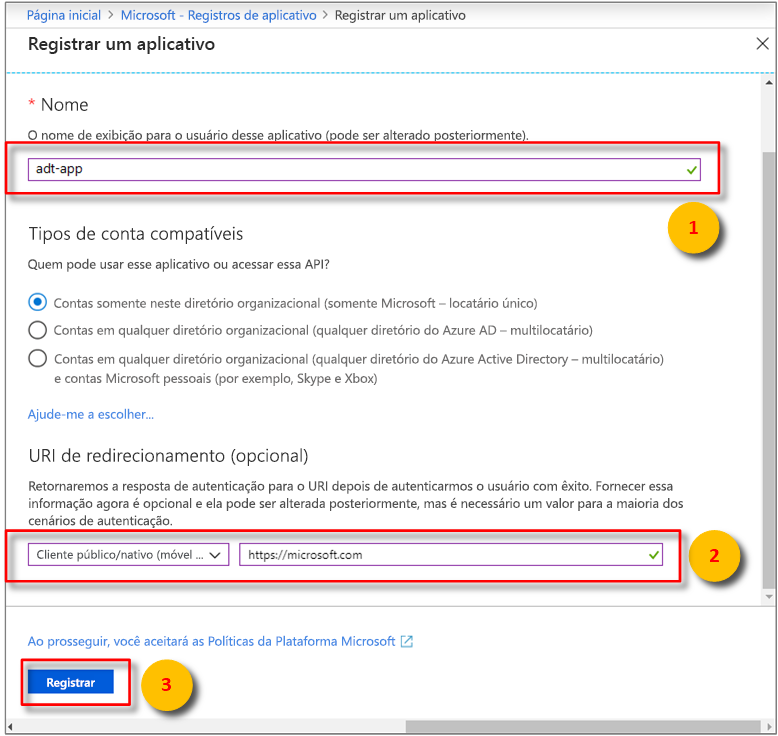 Página inicial > Microsoft - Registros de aplicativo > Registrar um aplicativo
Registrar um aplicativo
* Nome
O nome de exibição para o usuário desse aplicativo (pode ser alterado posteriormente).
adt-app
1
Tipos de conta compatíveis
Quem pode usar esse aplicativo ou acessar essa API?
Contas somente neste diretório organizacional (somente Microsoft – locatário único)
Contas em qualquer diretório organizacional (qualquer diretório do Azure AD – multilocatário)
Contas em qualquer diretório organizacional (qualquer diretório do Azure Active Directory – multilocatário)
e contas Microsoft pessoais (por exemplo, Skype e Xbox)
Ajude-me a escolher...
URI de redirecionamento (opcional)
Retornaremos a resposta de autenticação para o URI depois de autenticarmos o usuário com êxito. Fornecer essa
informação agora é opcional e ela pode ser alterada posteriormente, mas é necessário um valor para a maioria dos
cenários de autenticação.
Cliente público/nativo (móvel ... https://microsoft.com
2
Ao prosseguir, você aceitará as Políticas da Plataforma Microsoft
Registrar
3